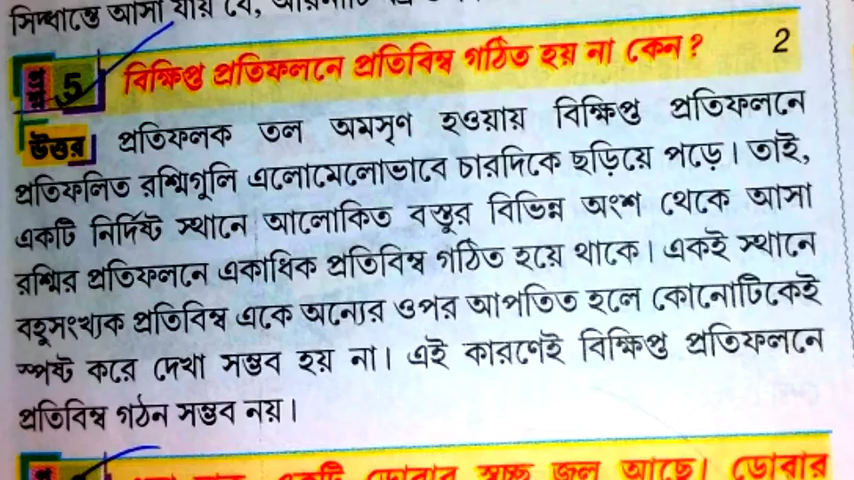 সিদ্ধান্তে আসা যায় যে,
প্রশ্ন 5 বিক্ষিপ্ত প্রতিফলনে প্রতিবিম্ব গঠিত হয় না কেন? 2
উত্তর প্রতিফলক তল অমসৃণ হওয়ায় বিক্ষিপ্ত প্রতিফলনে
প্রতিফলিত রশ্মিগুলি এলোমেলোভাবে চারদিকে ছড়িয়ে পড়ে। তাই,
একটি নির্দিষ্ট স্থানে আলোকিত বস্তুর বিভিন্ন অংশ থেকে আসা
রশ্মির প্রতিফলনে একাধিক প্রতিবিম্ব গঠিত হয়ে থাকে। একই স্থানে
বহুসংখ্যক প্রতিবিম্ব একে অন্যের ওপর আপতিত হলে কোনোটিকেই
স্পষ্ট করে দেখা সম্ভব হয় না। এই কারণেই বিক্ষিপ্ত প্রতিফলনে
প্রতিবিম্ব গঠন সম্ভব নয়।
একটি ডোবার স্বচ্ছ জল আছে। ডোবার